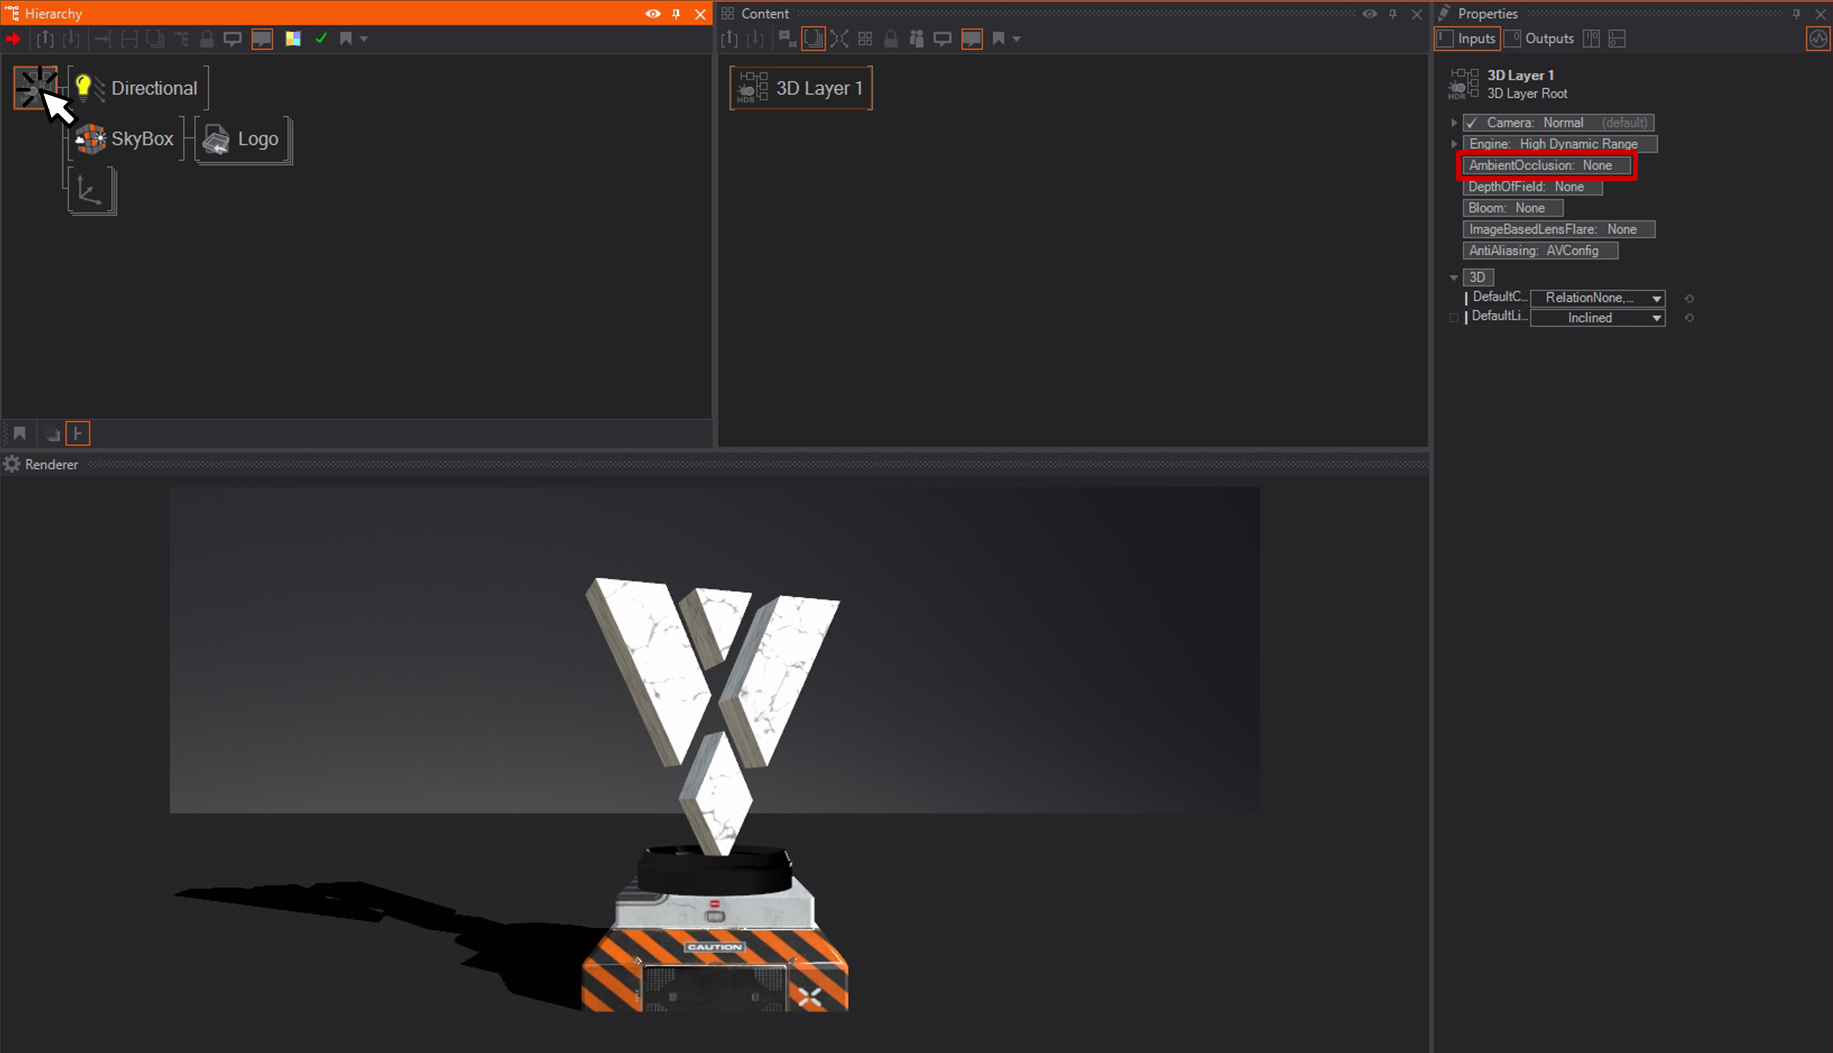 Hierarchy
Content
Properties
Inputs
Outputs
Directional
SkyBox
Logo
HDR
3D Layer 1
HDR
3D Layer 1
3D Layer Root
Camera: Normal (default)
Engine: High Dynamic Range
AmbientOcclusion: None
DepthOfField: None
Bloom: None
ImageBasedLensFlare: None
AntiAliasing: AVConfig
3D
DefaultC... RelationNone,...
DefaultLi... Inclined
Renderer
CAUTION